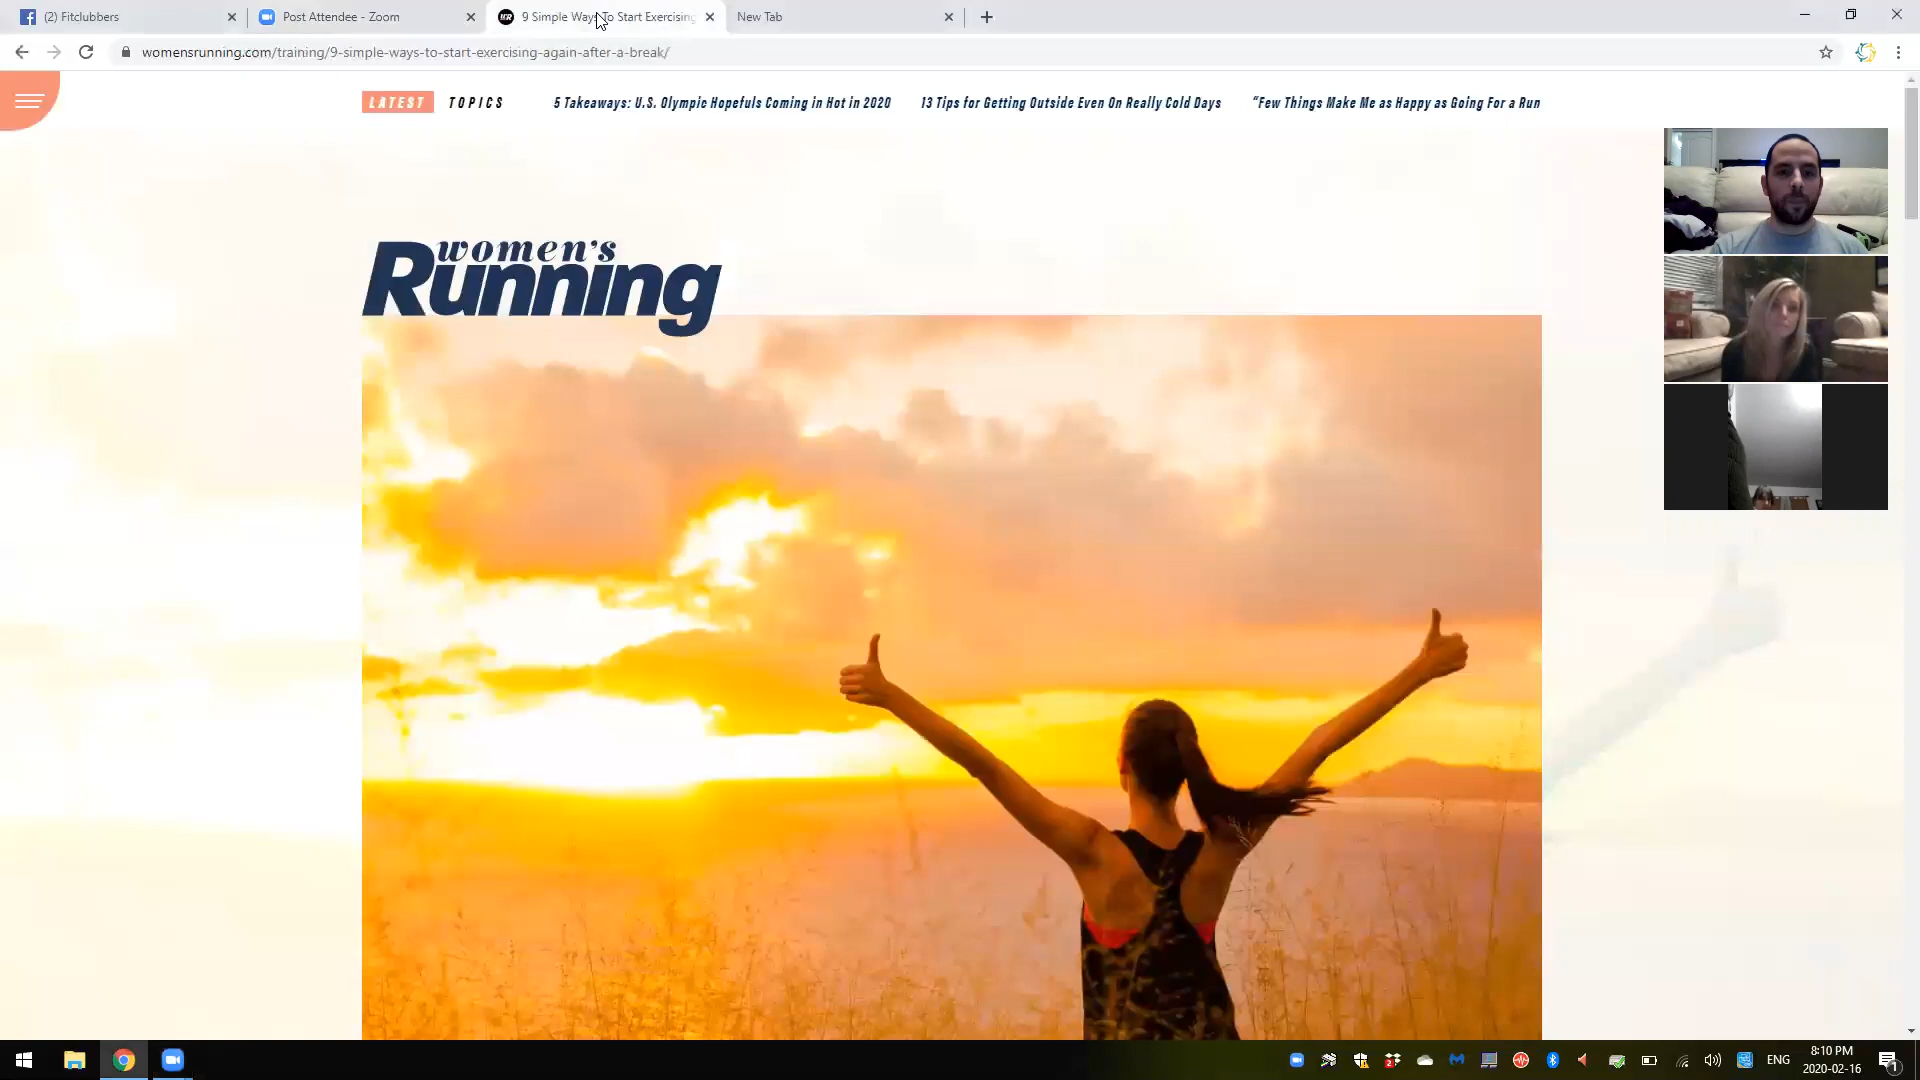 (2) Fitclubbers
Post Attendee - Zoom
9 Simple Ways To Start Exercising
New Tab
womensrunning.com/training/9-simple-ways-to-start-exercising-again-after-a-break/
LATEST TOPICS 5 Takeaways: U.S. Olympic Hopefuls Coming in Hot in 2020 13 Tips for Getting Outside Even On Really Cold Days "Few Things Make Me as Happy as Going For a Run
women's
Running
ENG
8:10 PM
2020-02-16